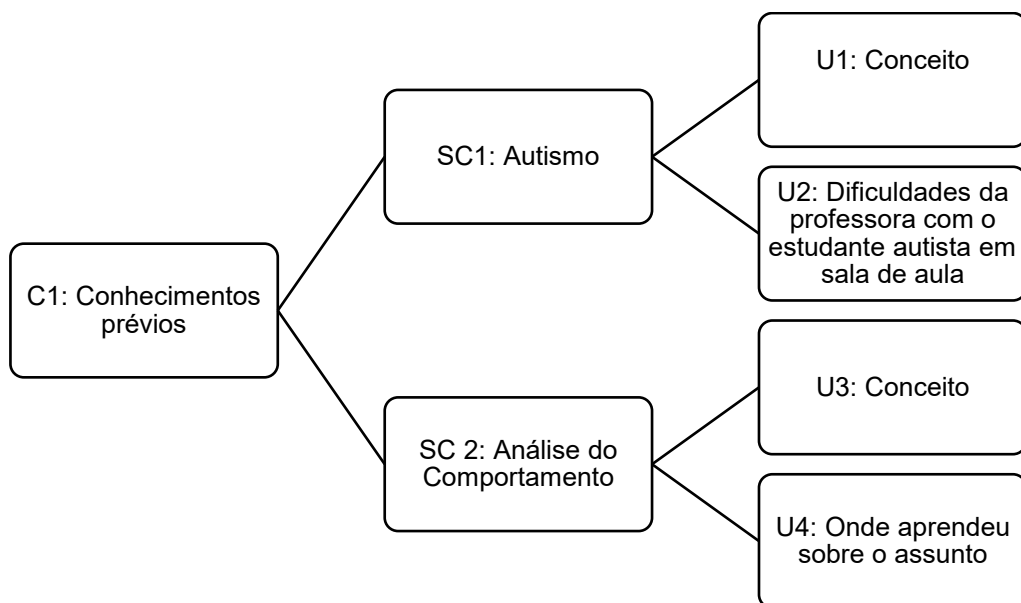 C1: Conhecimentos
prévios
SC1: Autismo
U1: Conceito
U2: Dificuldades da
professora com o
estudante autista em
sala de aula
SC 2: Análise do
Comportamento
U3: Conceito
U4: Onde aprendeu
sobre o assunto